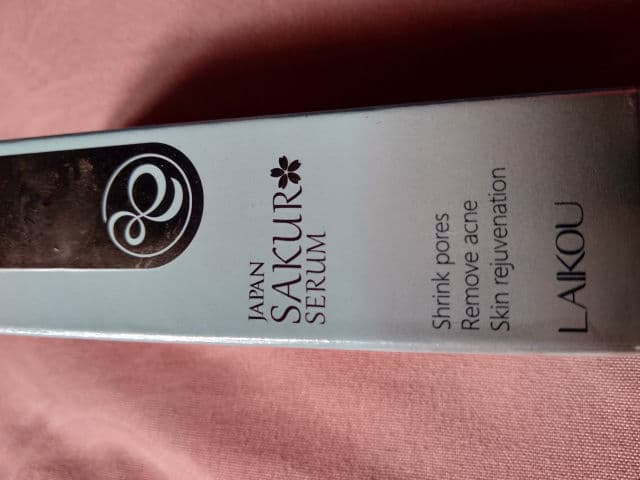 JAPAN
SAKUR
SERUM
Shrink pores
Remove acne
Skin rejuvenation
LAIKOU